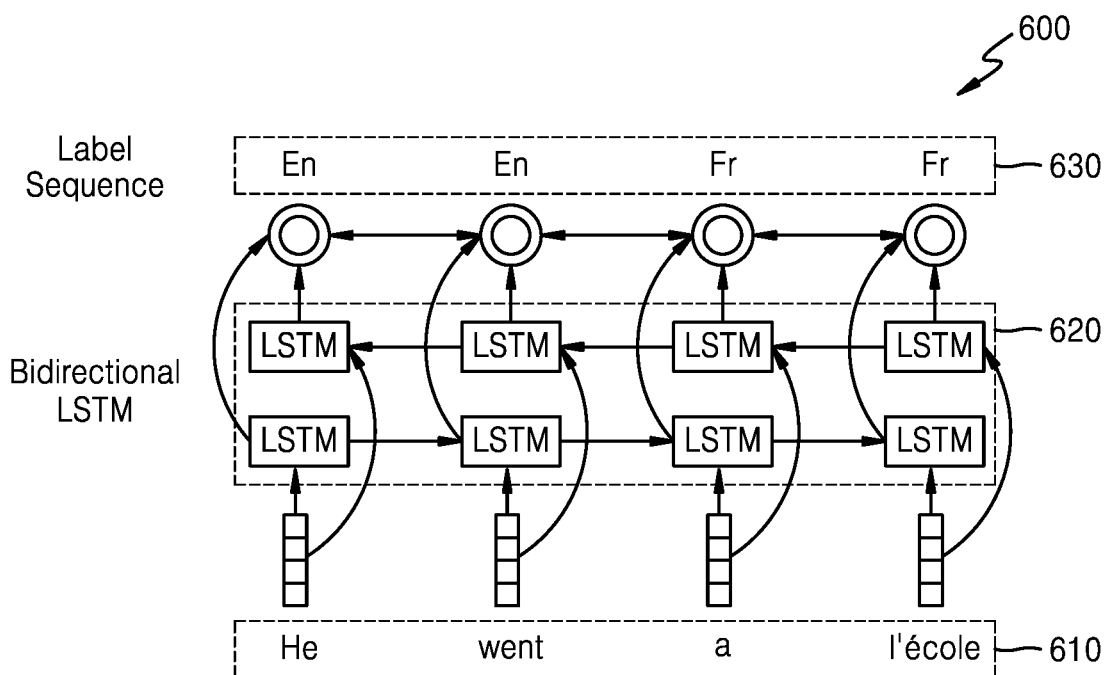 600
Label
Sequence
En En Fr Fr
630
LSTM LSTM LSTM LSTM
620
Bidirectional
LSTM
LSTM LSTM LSTM LSTM
He went a l'école
610